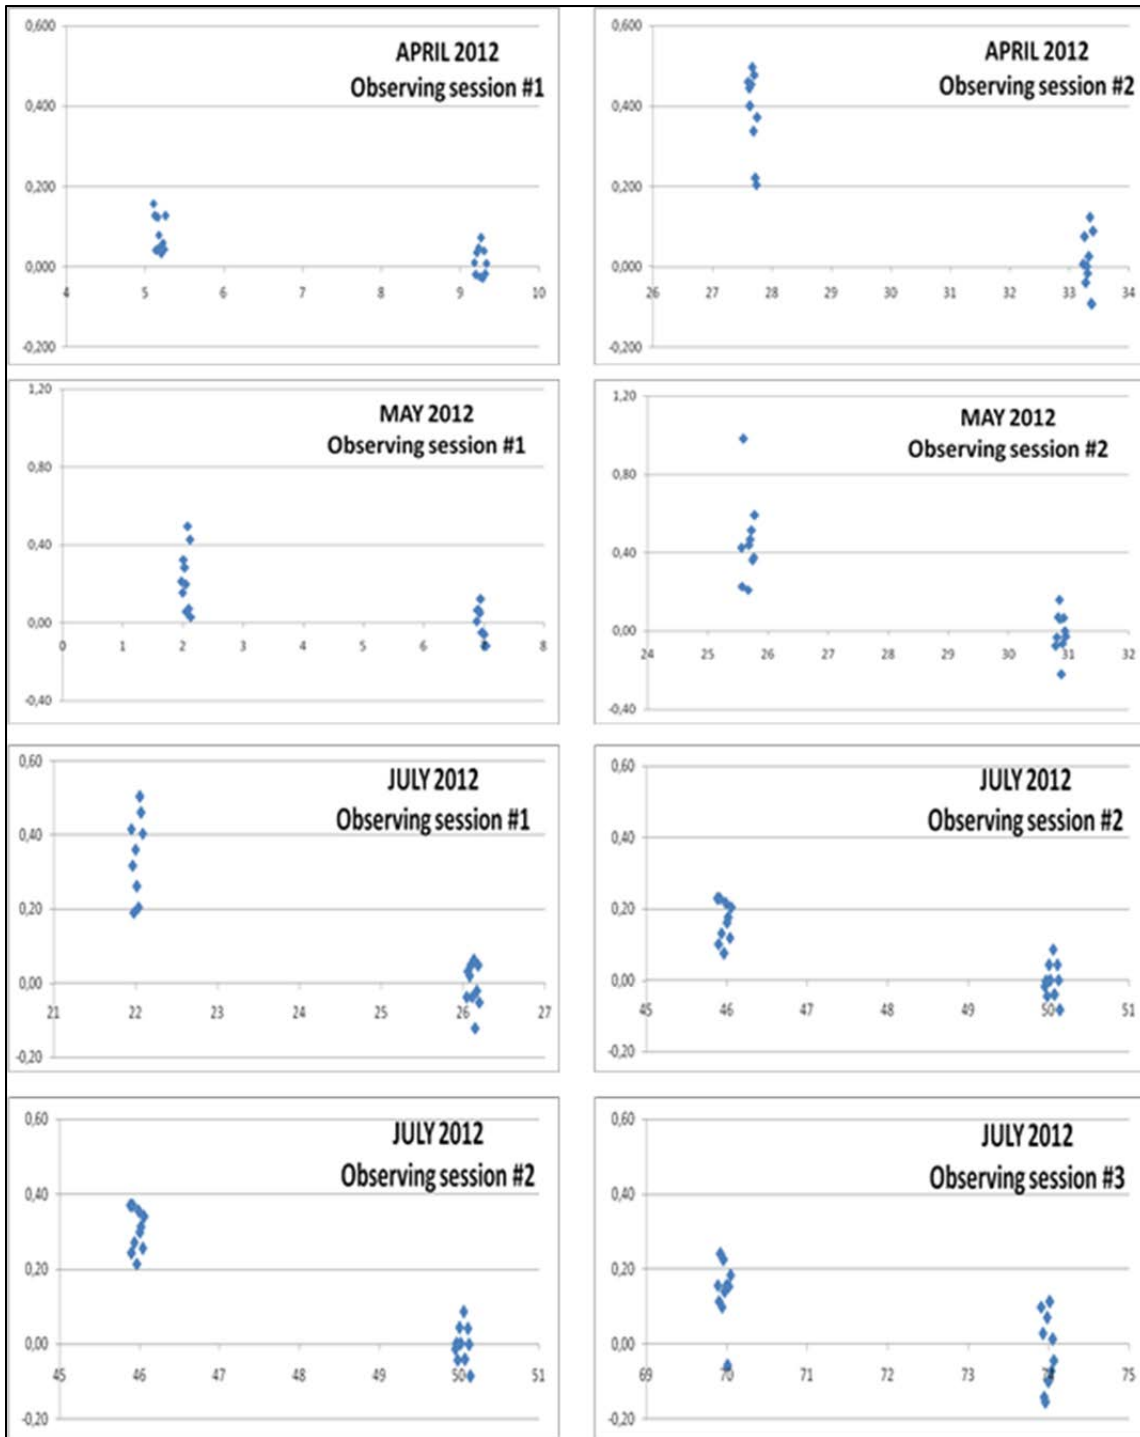 0,600
APRIL 2012
Observing session #1
0,400
0,200
0,000
4 5 6 7 8 9 10
-0,200
0,600
APRIL 2012
Observing session #2
0,400
0,200
0,000
26 27 28 29 30 31 32 33 34
-0,200
1,20
MAY 2012
Observing session #1
0,80
0,40
0,00
0 1 2 3 4 5 6 7 8
-0,40
1,20
MAY 2012
Observing session #2
0,80
0,40
0,00
24 25 26 27 28 29 30 31 32
-0,40
0,60
JULY 2012
Observing session #1
0,40
0,20
0,00
21 22 23 24 25 26 27
-0,20
0,60
JULY 2012
Observing session #2
0,40
0,20
0,00
45 46 47 48 49 50 51
-0,20
0,60
JULY 2012
Observing session #2
0,40
0,20
0,00
45 46 47 48 49 50 51
-0,20
0,60
JULY 2012
Observing session #3
0,40
0,20
0,00
69 70 71 72 73 74 75
-0,20